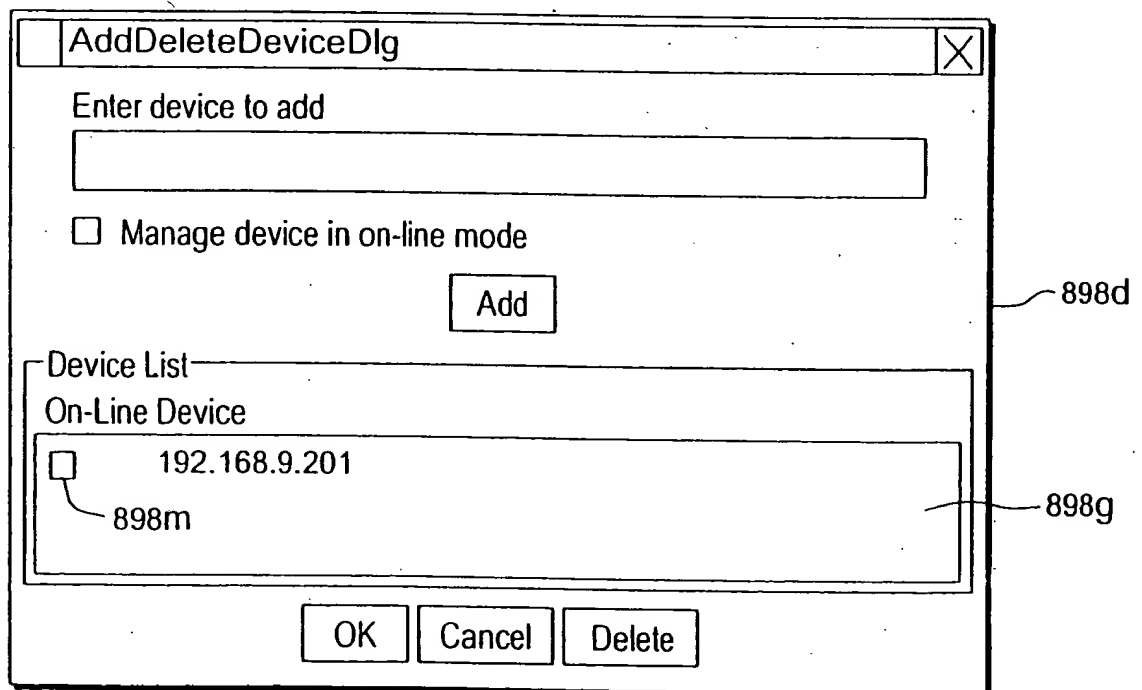 AddDeleteDeviceDlg
Enter device to add
Manage device in on-line mode
Add
898d
Device List
On-Line Device
192.168.9.201
898m
898g
OK Cancel Delete